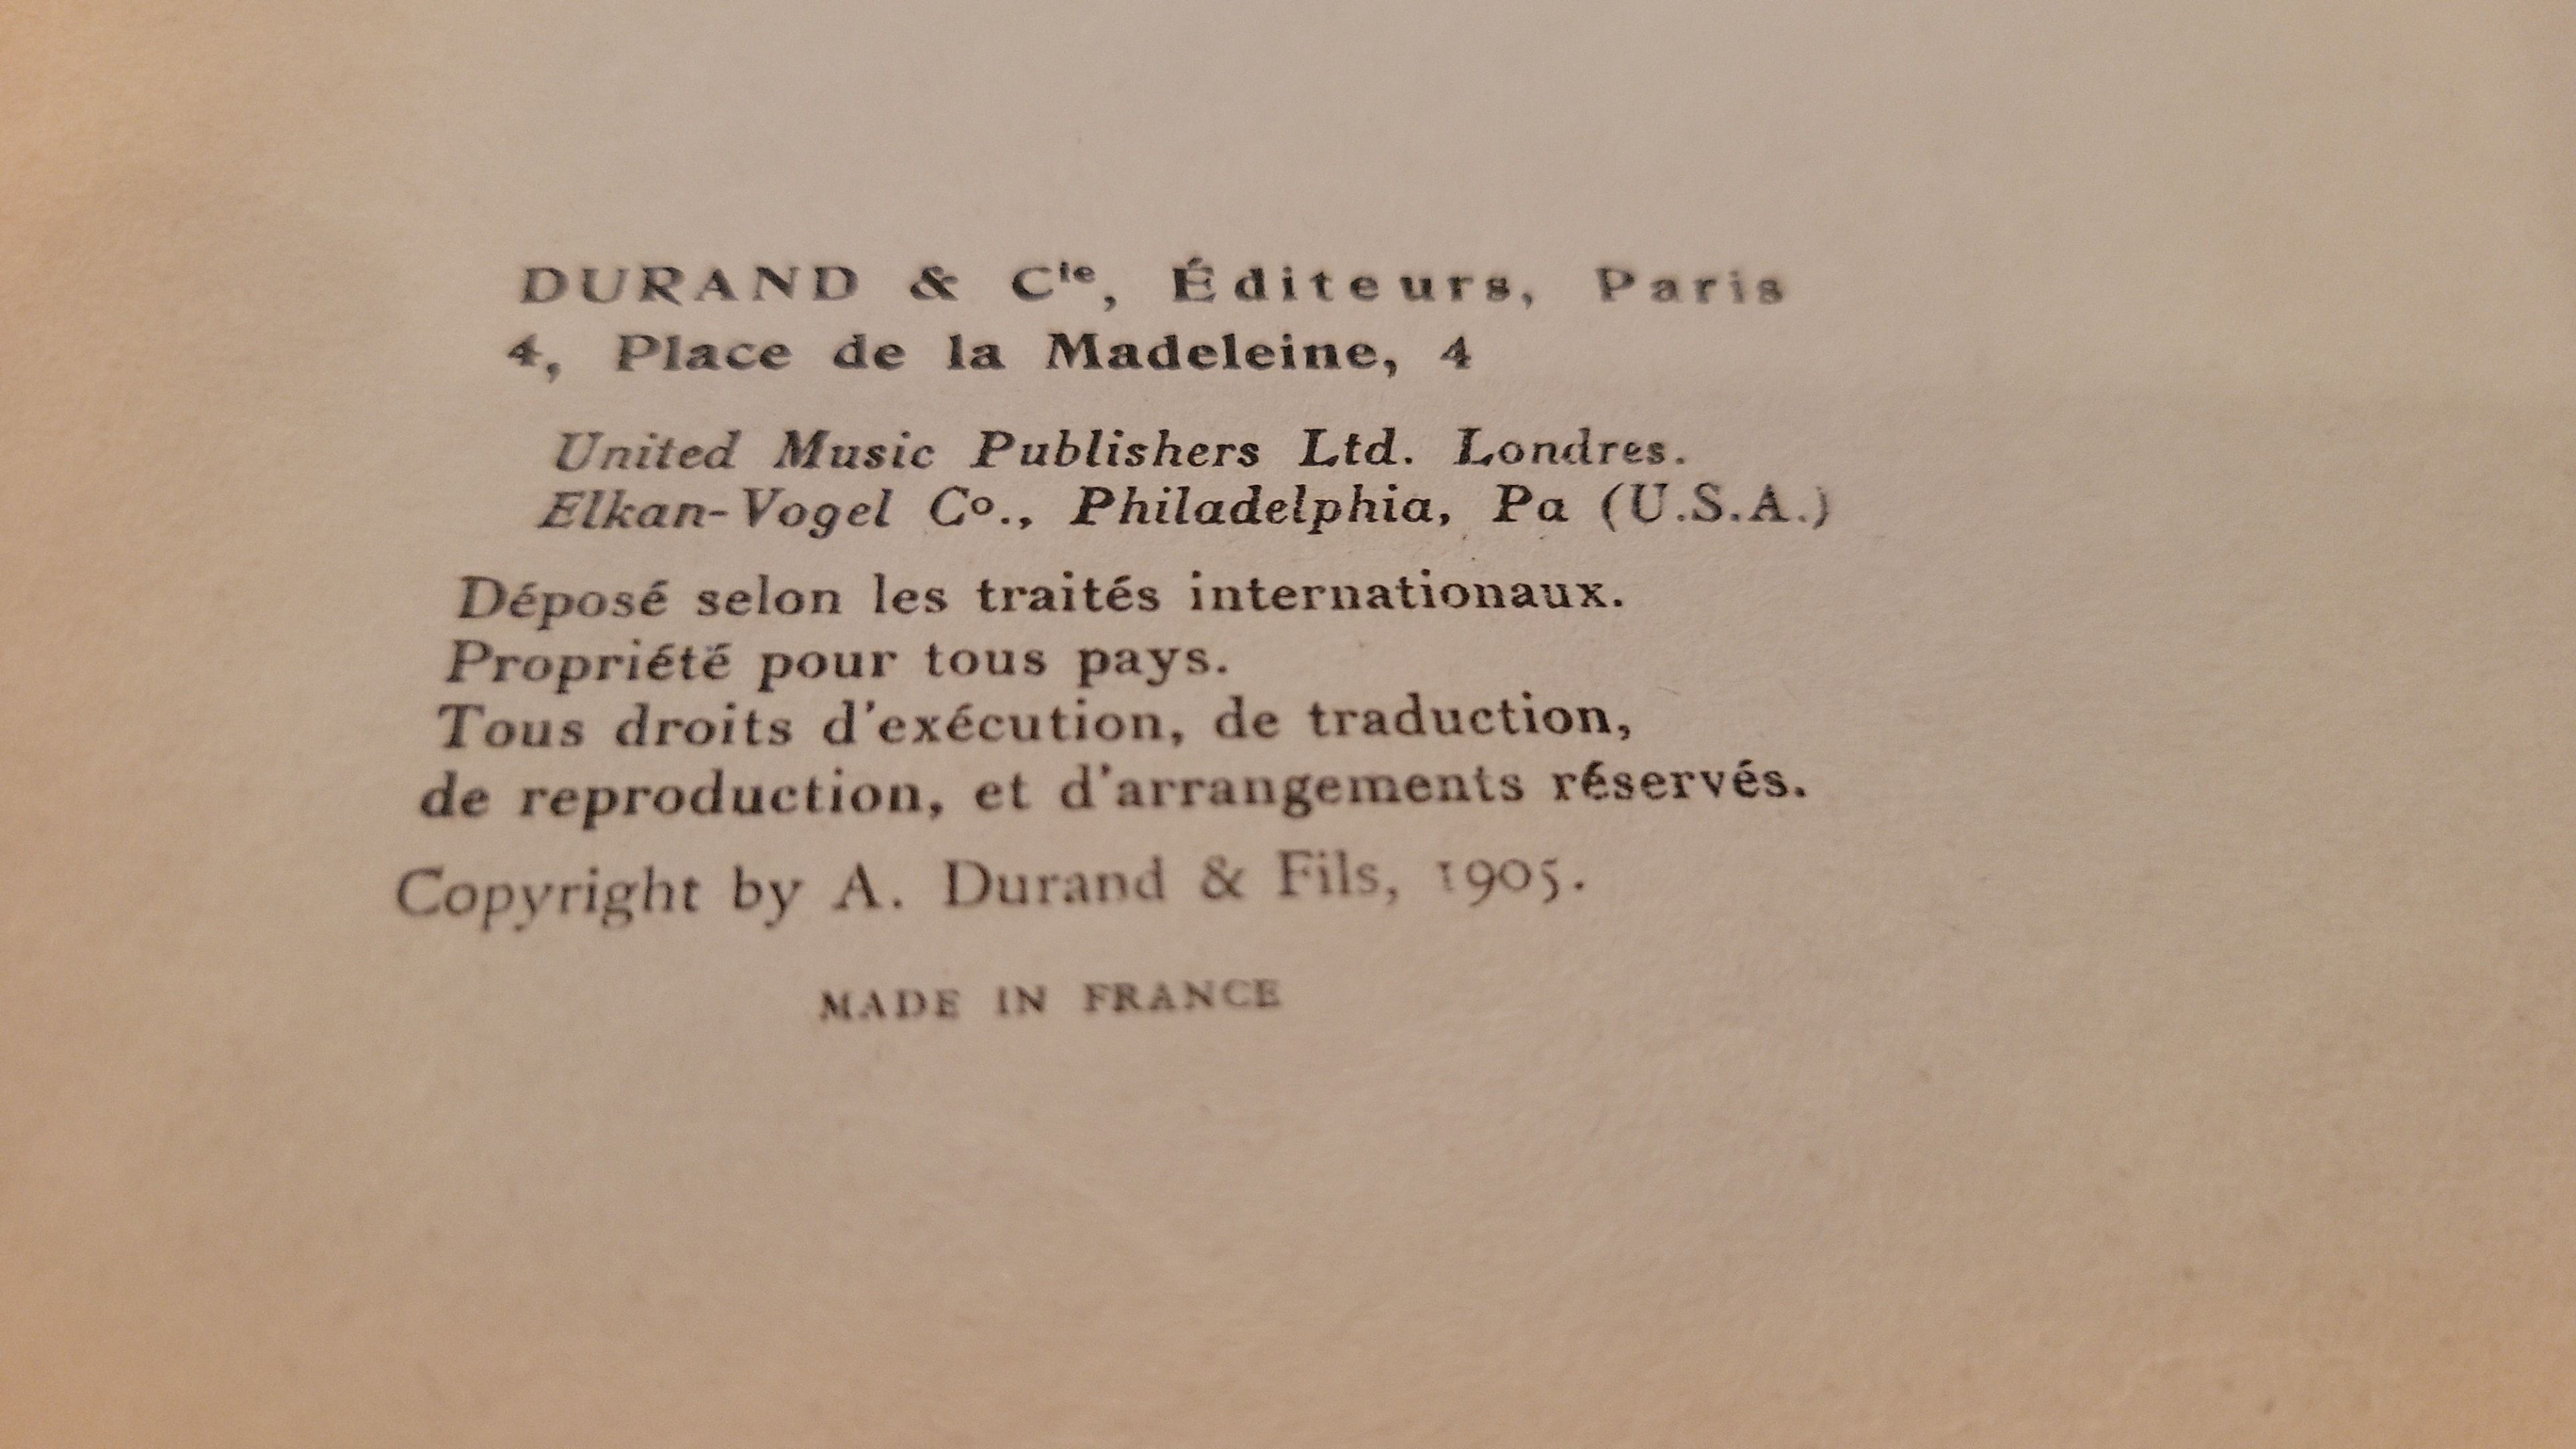 DURAND & Cie, Éditeurs, Paris
4, Place de la Madeleine, 4
United Music Publishers Ltd. Londres.
Elkan-Vogel Co., Philadelphia, Pa (U.S.A.)
Déposé selon les traités internationaux.
Propriété pour tous pays.
Tous droits d'exécution, de traduction,
de reproduction, et d'arrangements réservés.
Copyright by A. Durand & Fils, 1905.
MADE IN FRANCE